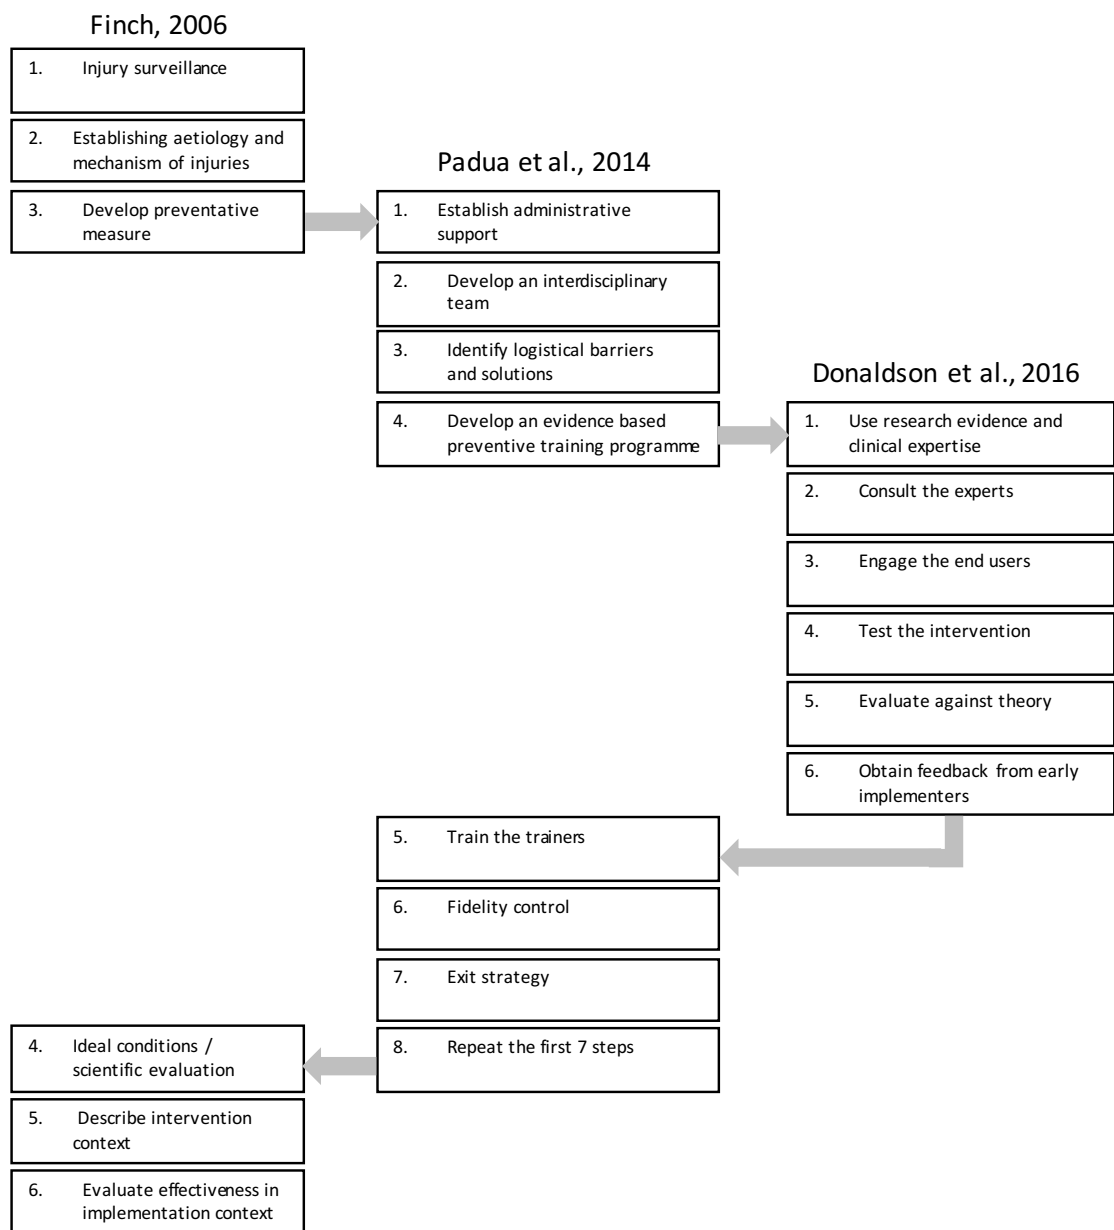 Finch, 2006
1. Injury surveillance
2. Establishing aetiology and
mechanism of injuries
3. Develop preventative
measure
Padua et al., 2014
1. Establish administrative
support
2. Develop an interdisciplinary
team
3. Identify logistical barriers
and solutions
4. Develop an evidence based
preventive training programme
Donaldson et al., 2016
1. Use research evidence and
clinical expertise
2. Consult the experts
3. Engage the end users
4. Test the intervention
5. Evaluate against theory
6. Obtain feedback from early
implementers
5. Train the trainers
6. Fidelity control
7. Exit strategy
8. Repeat the first 7 steps
4. Ideal conditions /
scientific evaluation
5. Describe intervention
context
6. Evaluate effectiveness in
implementation context